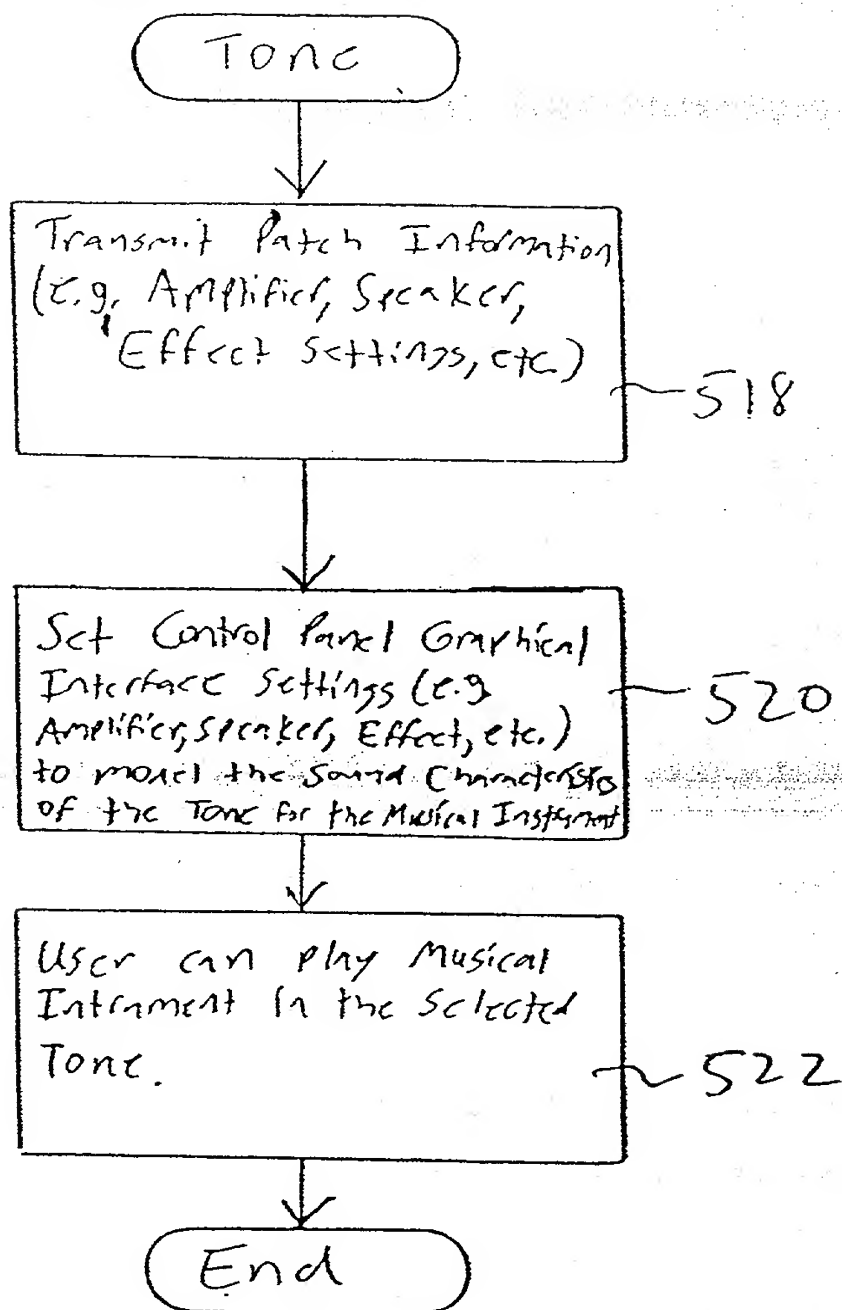 Tone
Transmit Patch Information
(e.g. Amplifier, Speaker,
Effect Settings, etc.)
518
Set Control Panel Graphical
Interface Settings (e.g.
Amplifier, Speaker, Effect, etc.)
to model the Sound Characteristics
of the Tone for the Musical Instrument
520
User can play Musical
Intrument in the Selected
Tone.
522
End